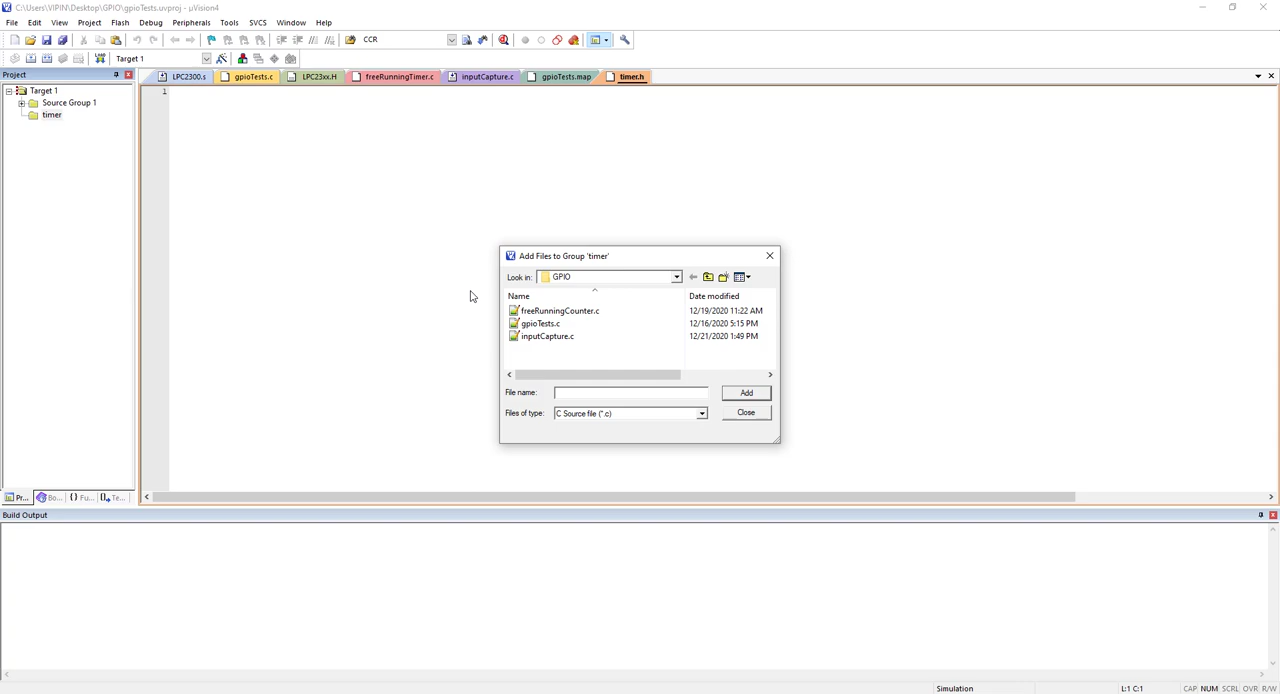 C:\Users\VIPIN\Desktop\GPIO\gpioTests.uvproj - µVision4
File Edit View Project Flash Debug Peripherals Tools SVCS Window Help
CCR
Target 1
Project
LPC2300.s gpioTests.c LPC23xx.H freeRunningTimer.c inputCapture.c gpioTests.map timer.h
Target 1
Source Group 1
timer
1
Add Files to Group 'timer'
Look in: GPIO
Name Date modified
freeRunningCounter.c 12/19/2020 11:22 AM
gpioTests.c 12/16/2020 5:15 PM
inputCapture.c 12/21/2020 1:49 PM
File name: Add
Files of type: C Source file (*.c) Close
Pr... Bo... {} Fu... Te...
Build Output
Simulation L:1 C:1 CAP NUM SCRL OVR R/W